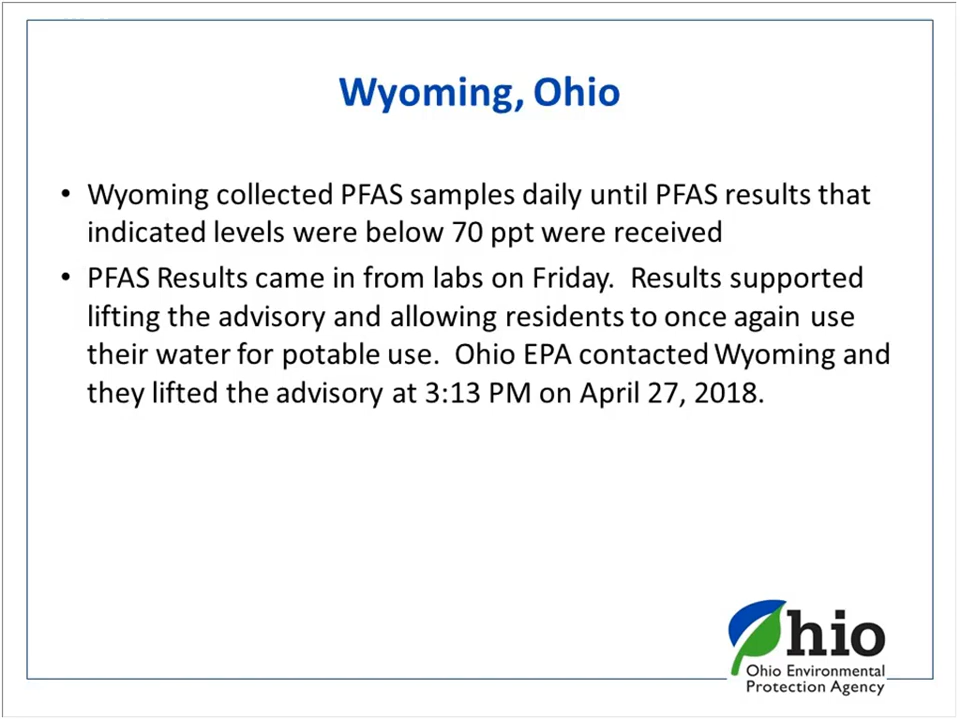 Wyoming, Ohio
• Wyoming collected PFAS samples daily until PFAS results that
indicated levels were below 70 ppt were received
• PFAS Results came in from labs on Friday.  Results supported
lifting the advisory and allowing residents to once again use
their water for potable use.  Ohio EPA contacted Wyoming and
they lifted the advisory at 3:13 PM on April 27, 2018.
Ohio
Ohio Environmental
Protection Agency